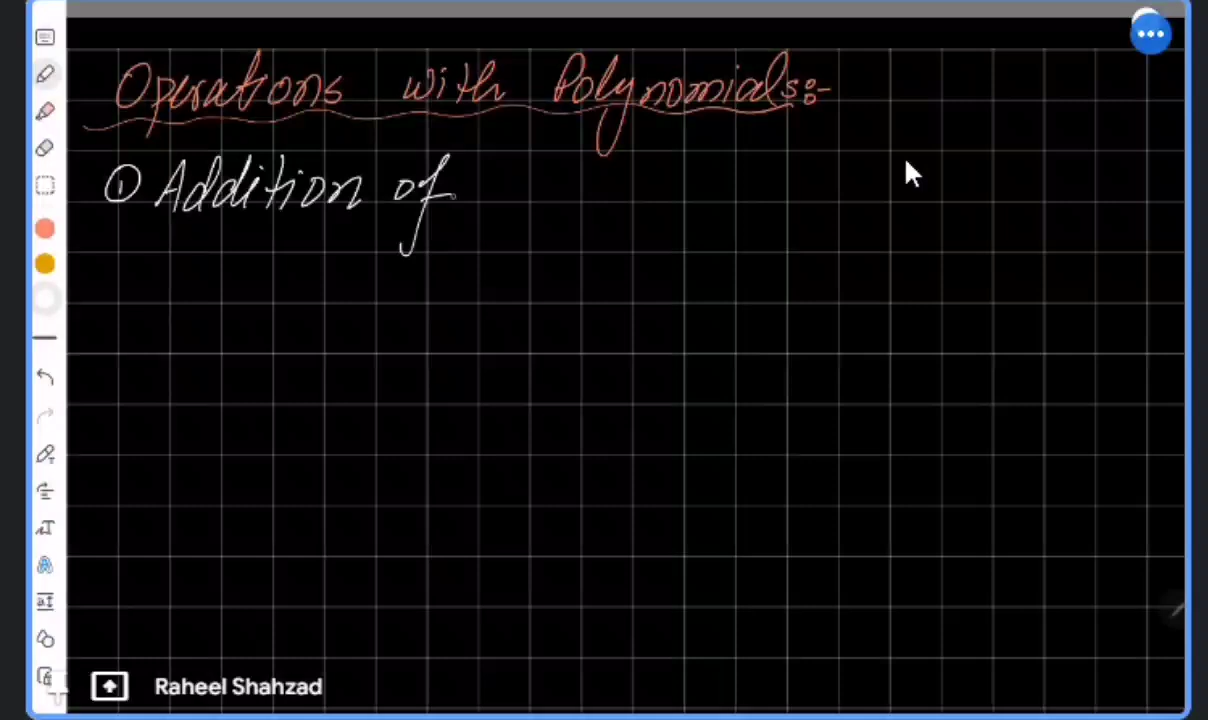 Operations with Polynomials:-
① Addition of
Raheel Shahzad